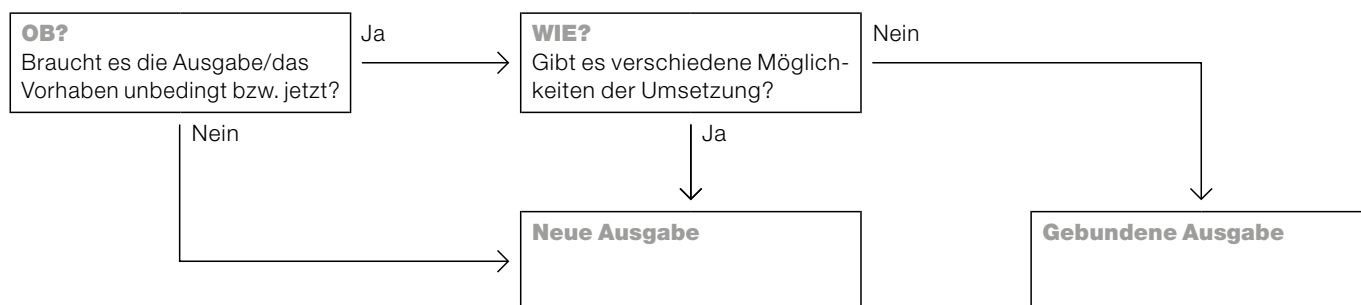 OB?
Braucht es die Ausgabe/das
Vorhaben unbedingt bzw. jetzt?
Ja
WIE?
Gibt es verschiedene Möglich-
keiten der Umsetzung?
Nein
Nein
Ja
Neue Ausgabe
Gebundene Ausgabe